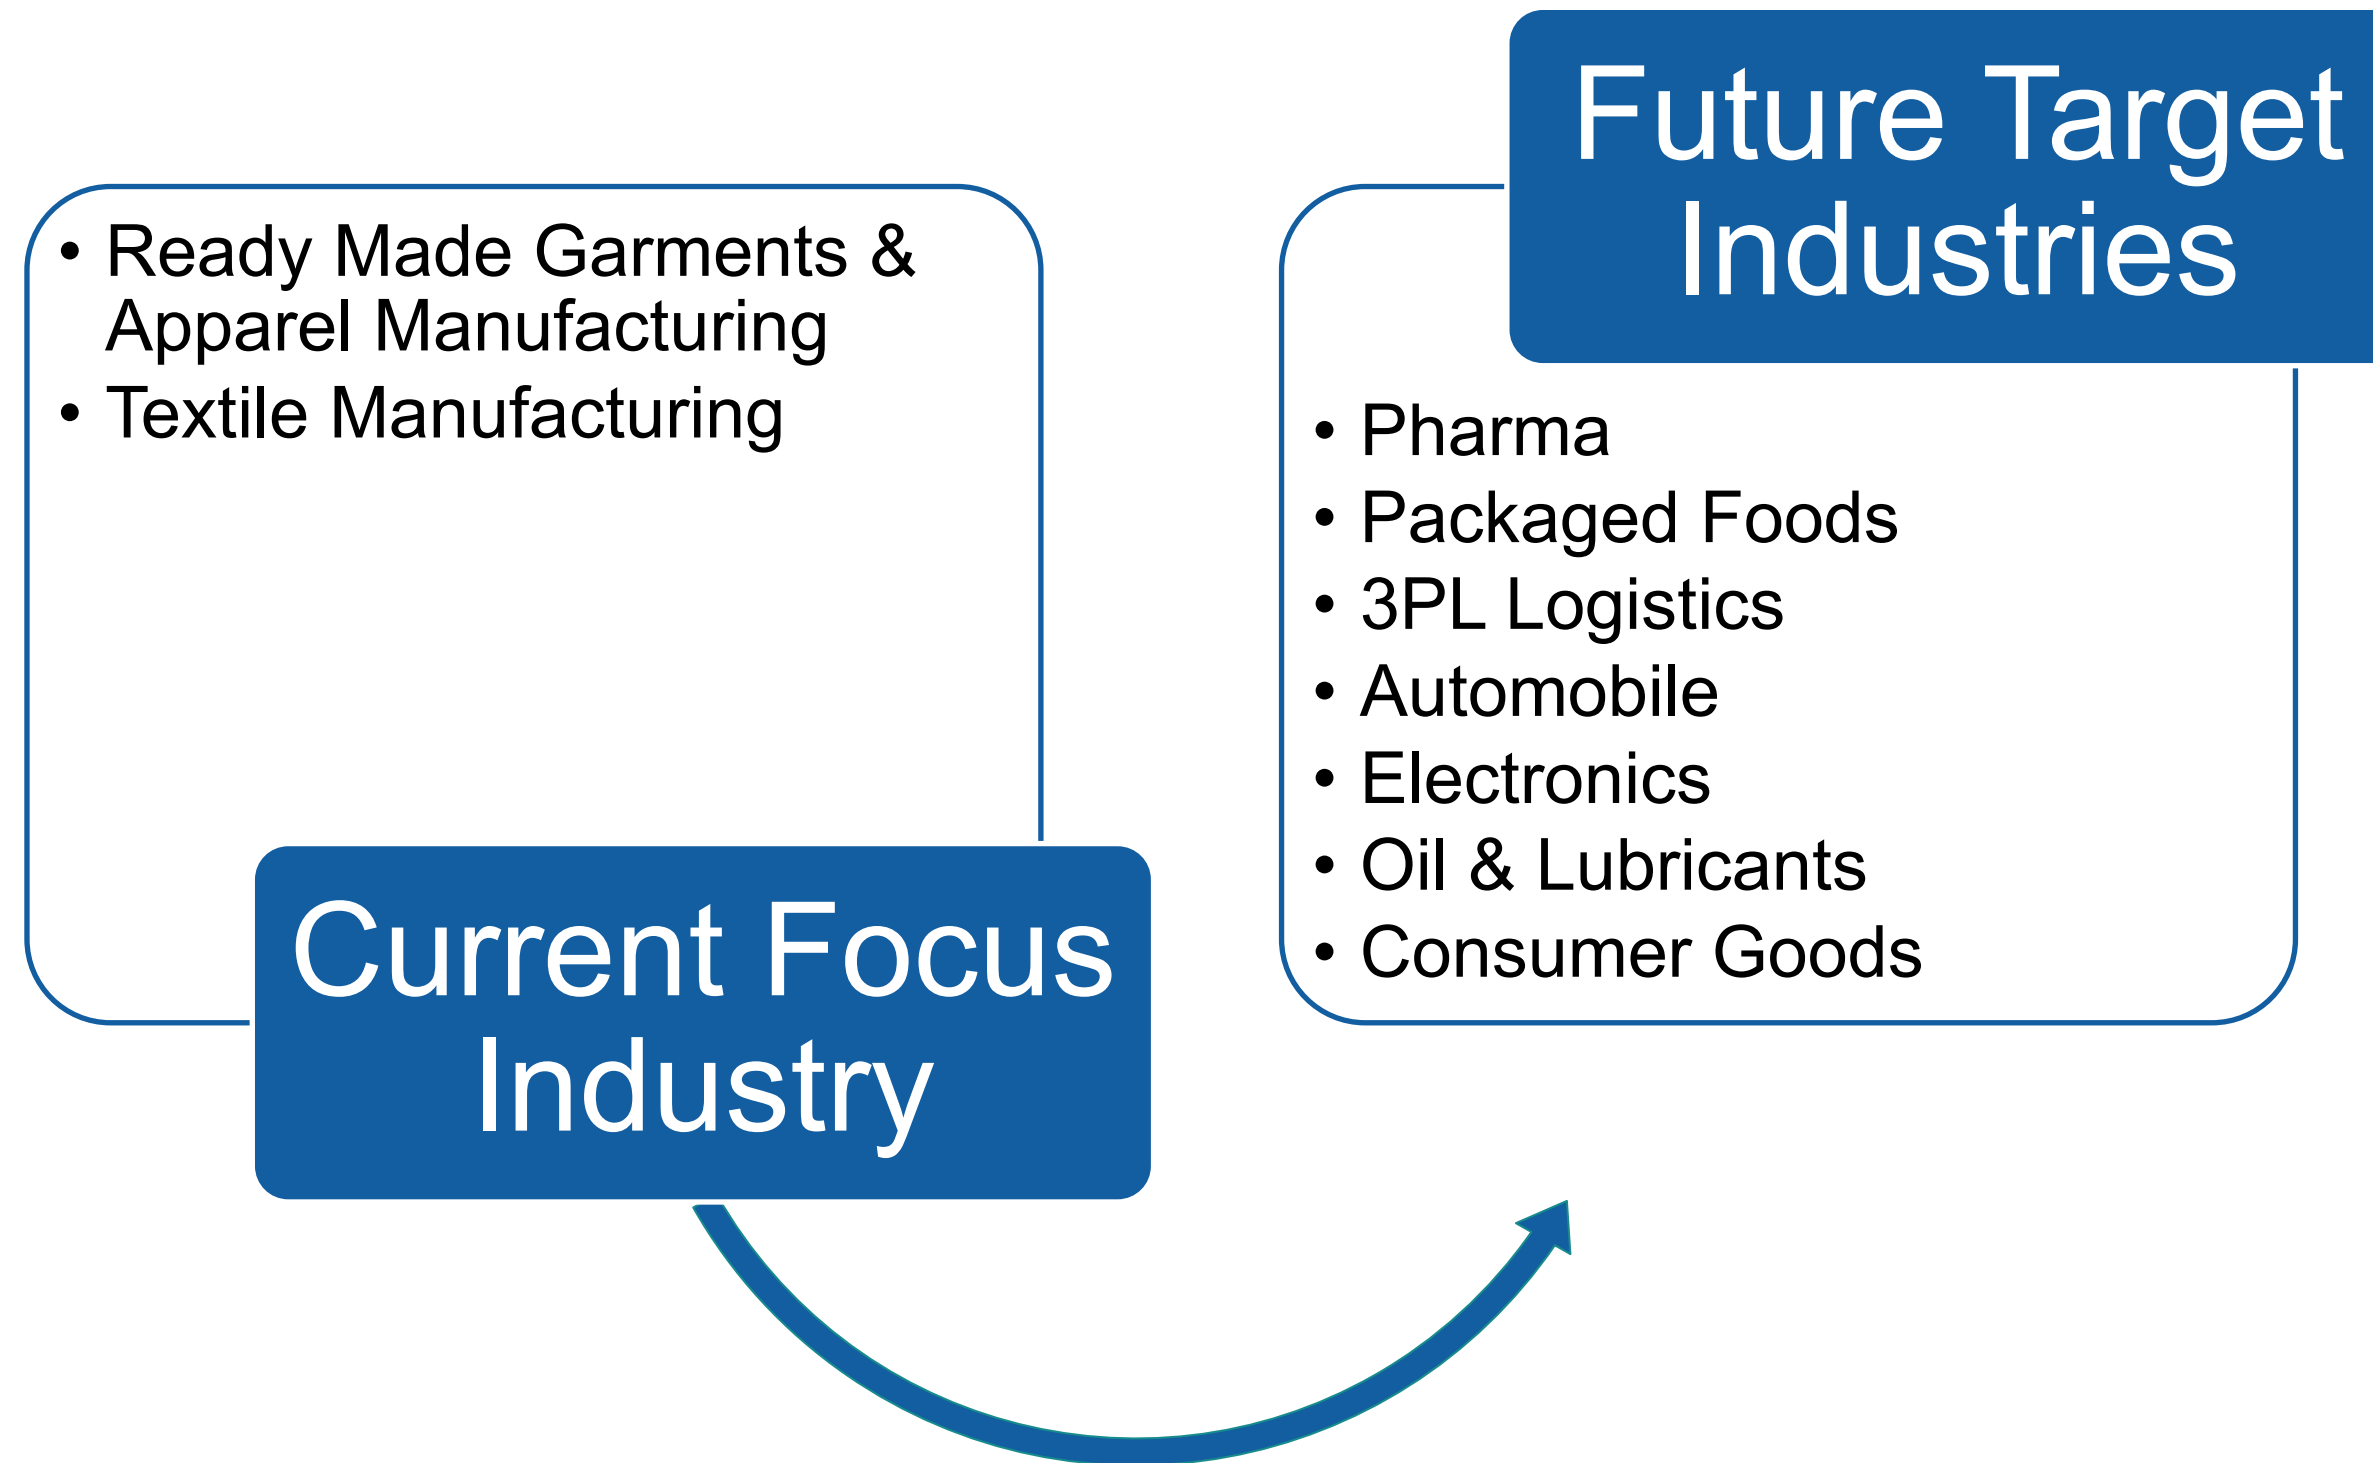 • Ready Made Garments &
Apparel Manufacturing
• Textile Manufacturing
Current Focus
Industry
Future Target
Industries
• Pharma
• Packaged Foods
• 3PL Logistics
• Automobile
• Electronics
• Oil & Lubricants
• Consumer Goods